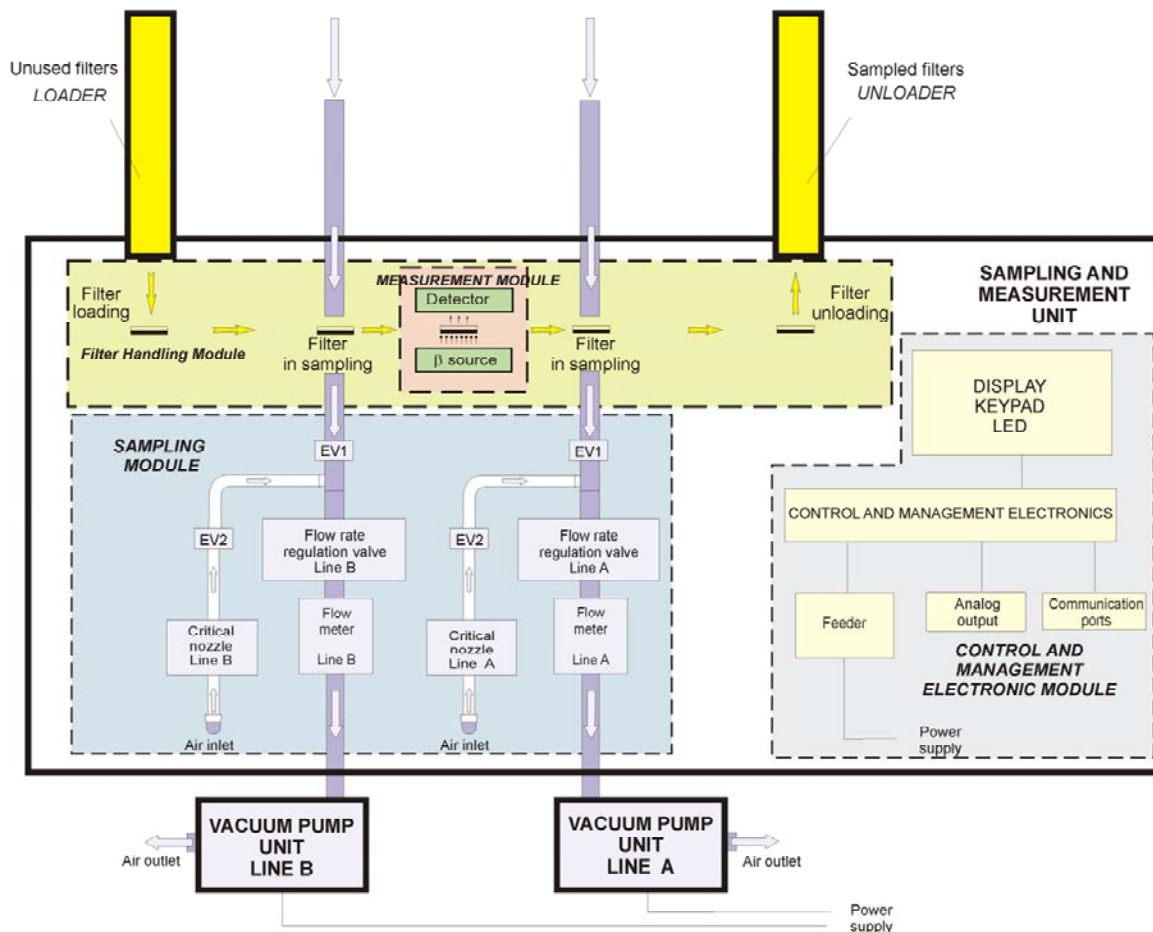 Unused filters
LOADER
Sampled filters
UNLOADER
Filter
loading
Filter Handling Module
Filter
in sampling
MEASUREMENT MODULE
Detector
β source
Filter
in sampling
Filter
unloading
SAMPLING AND
MEASUREMENT
UNIT
DISPLAY
KEYPAD
LED
CONTROL AND MANAGEMENT ELECTRONICS
Feeder
Analog
output
Communication
ports
CONTROL AND
MANAGEMENT
ELECTRONIC MODULE
Power
supply
SAMPLING
MODULE
EV1
EV2
Flow rate
regulation valve
Line B
Critical
nozzle
Line B
Flow
meter
Line B
Air inlet
EV1
EV2
Flow rate
regulation valve
Line A
Critical
nozzle
Line A
Flow
meter
Line A
Air inlet
VACUUM PUMP
UNIT
LINE B
Air outlet
VACUUM PUMP
UNIT
LINE A
Air outlet
Power
supply